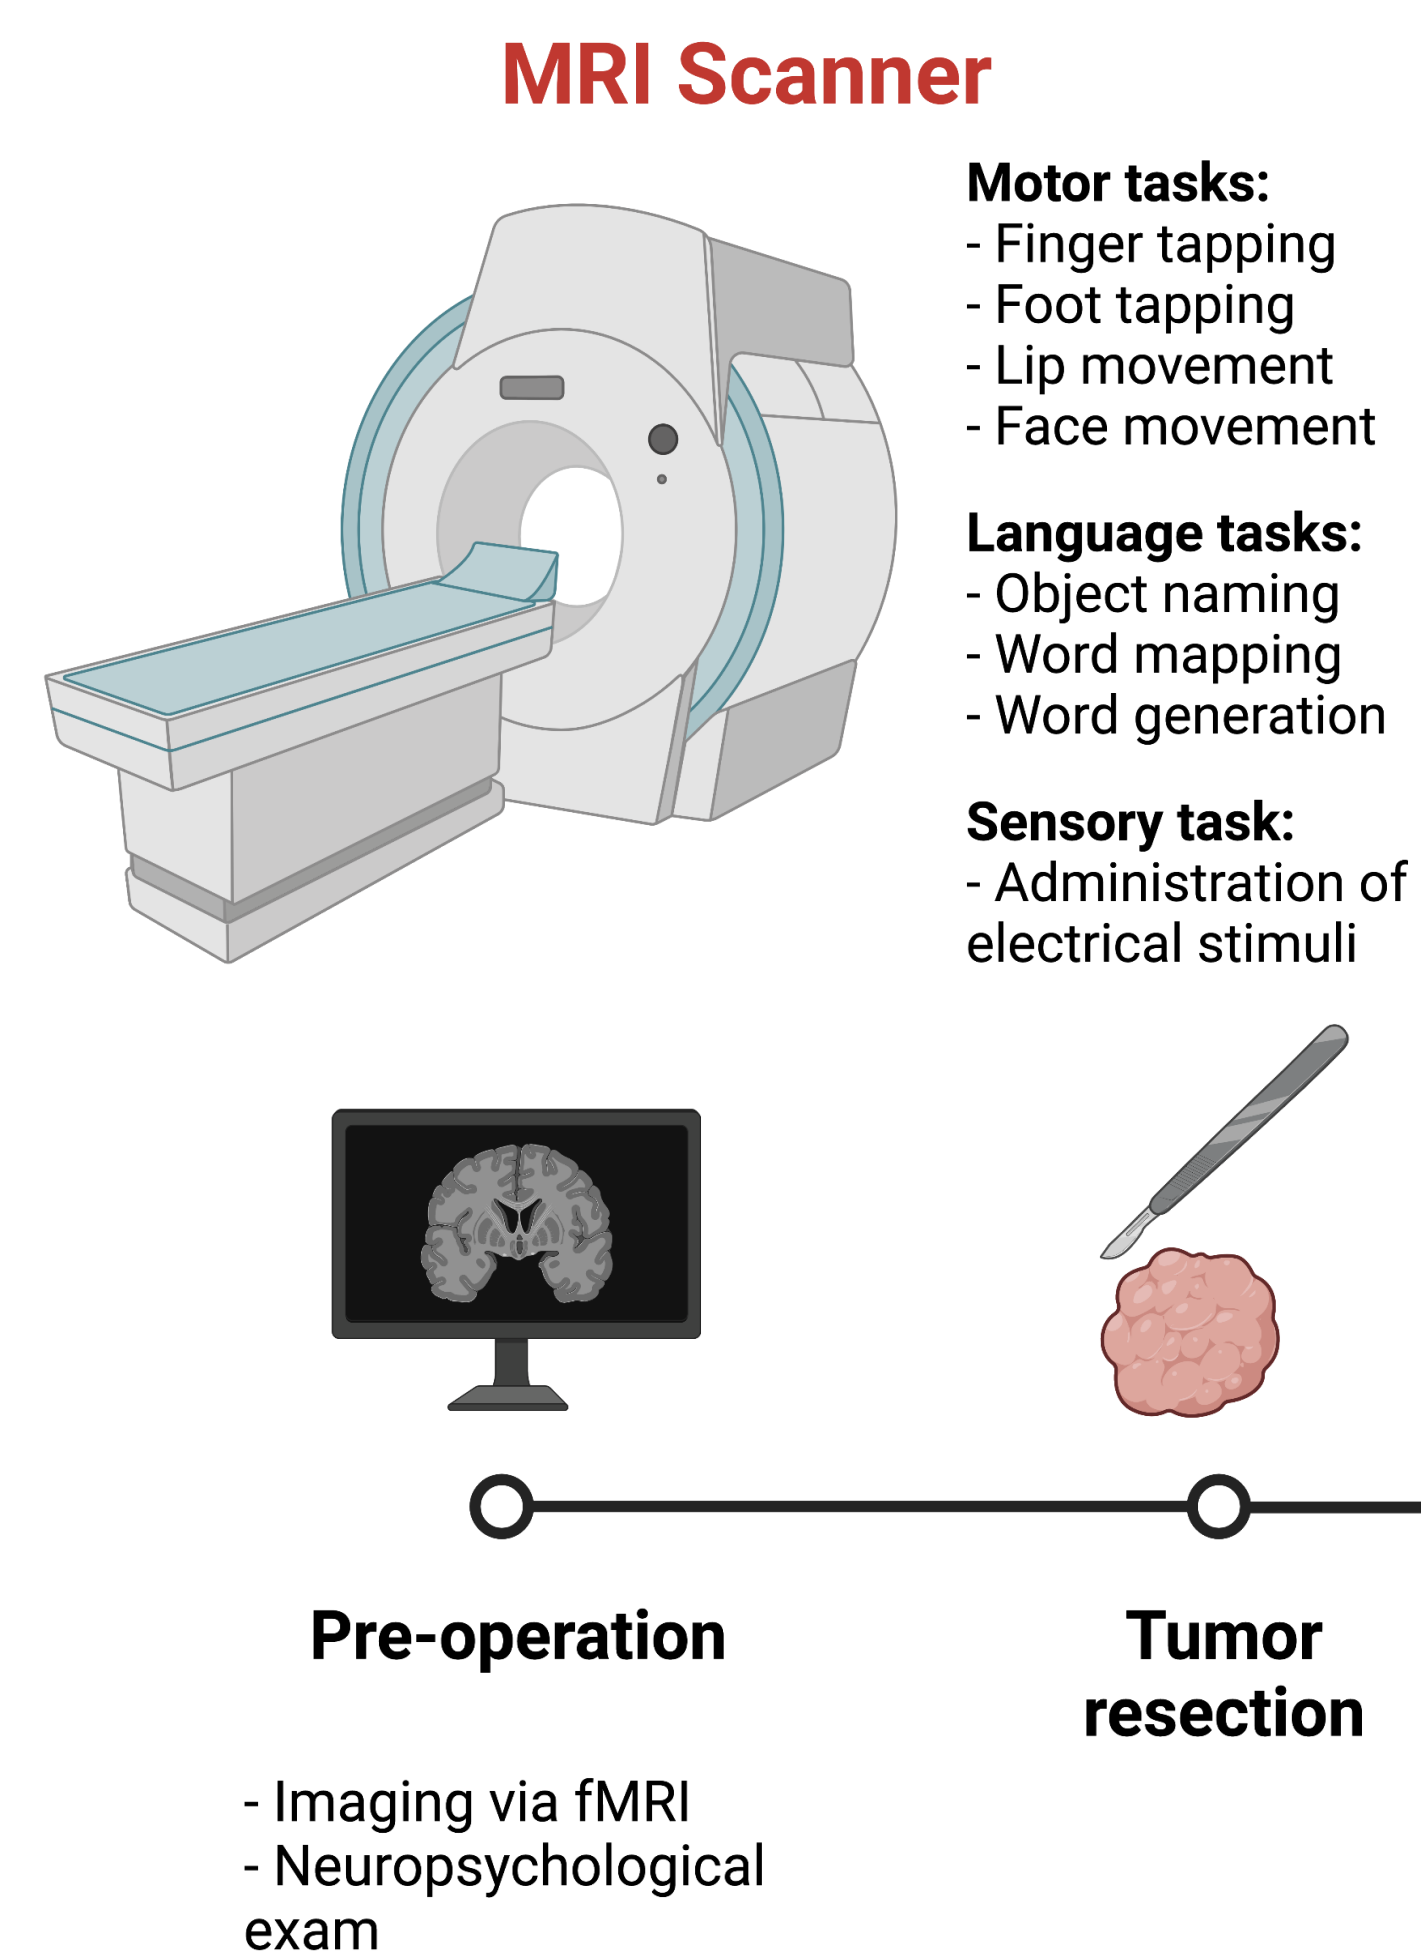 MRI Scanner
Motor tasks:
- Finger tapping
- Foot tapping
- Lip movement
- Face movement
Language tasks:
- Object naming
- Word mapping
- Word generation
Sensory task:
- Administration of
electrical stimuli
Pre-operation
Tumor
resection
- Imaging via fMRI
- Neuropsychological
exam